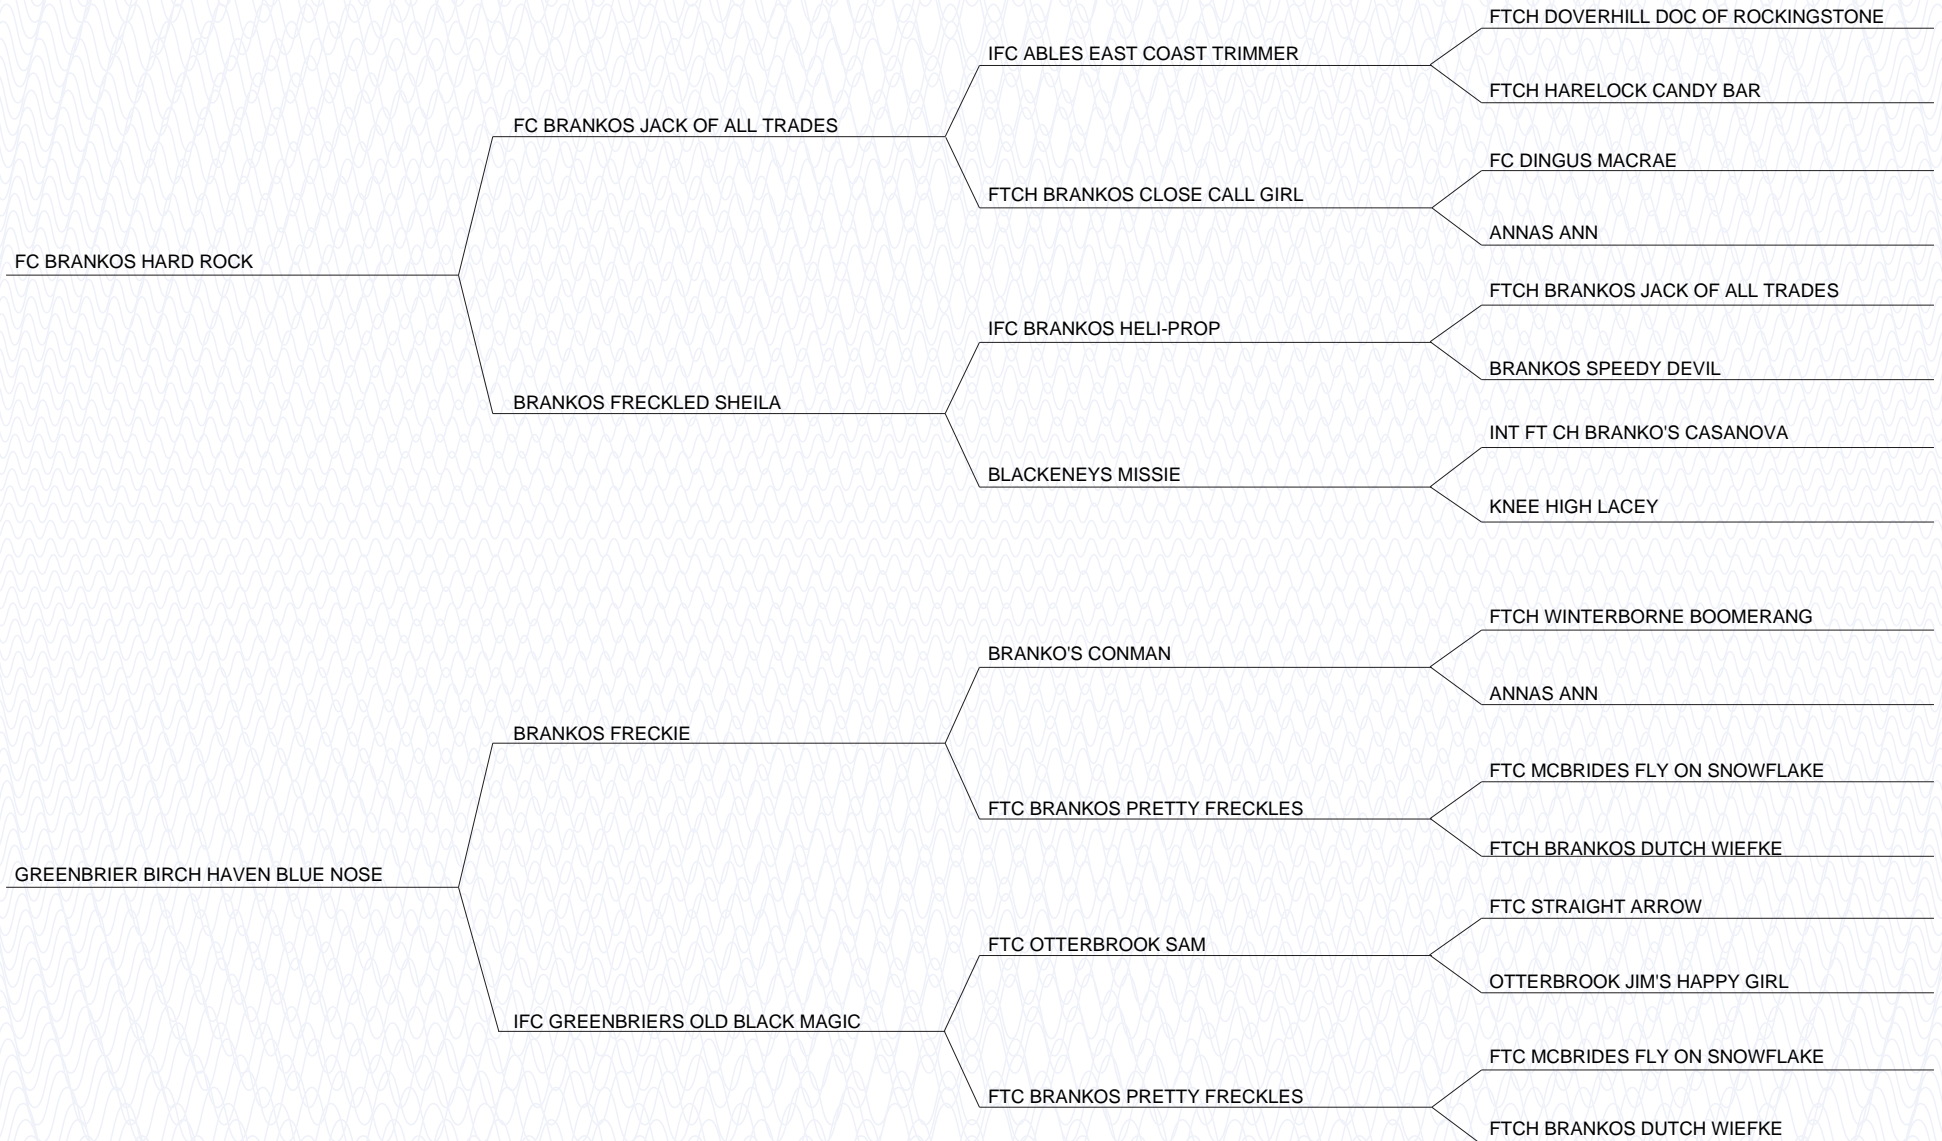 FTCH DOVERHILL DOC OF ROCKINGSTONE
IFC ABLES EAST COAST TRIMMER
FTCH HARELOCK CANDY BAR
FC BRANKOS JACK OF ALL TRADES
FC DINGUS MACRAE
FTCH BRANKOS CLOSE CALL GIRL
ANNAS ANN
FC BRANKOS HARD ROCK
FTCH BRANKOS JACK OF ALL TRADES
IFC BRANKOS HELI-PROP
BRANKOS SPEEDY DEVIL
BRANKOS FRECKLED SHEILA
INT FT CH BRANKO'S CASANOVA
BLACKENEYS MISSIE
KNEE HIGH LACEY
FTCH WINTERBORNE BOOMERANG
BRANKO'S CONMAN
ANNAS ANN
BRANKOS FRECKIE
FTC MCBRIDES FLY ON SNOWFLAKE
FTC BRANKOS PRETTY FRECKLES
FTCH BRANKOS DUTCH WIEFKE
GREENBRIER BIRCH HAVEN BLUE NOSE
FTC STRAIGHT ARROW
FTC OTTERBROOK SAM
OTTERBROOK JIM'S HAPPY GIRL
IFC GREENBRIERS OLD BLACK MAGIC
FTC MCBRIDES FLY ON SNOWFLAKE
FTC BRANKOS PRETTY FRECKLES
FTCH BRANKOS DUTCH WIEFKE